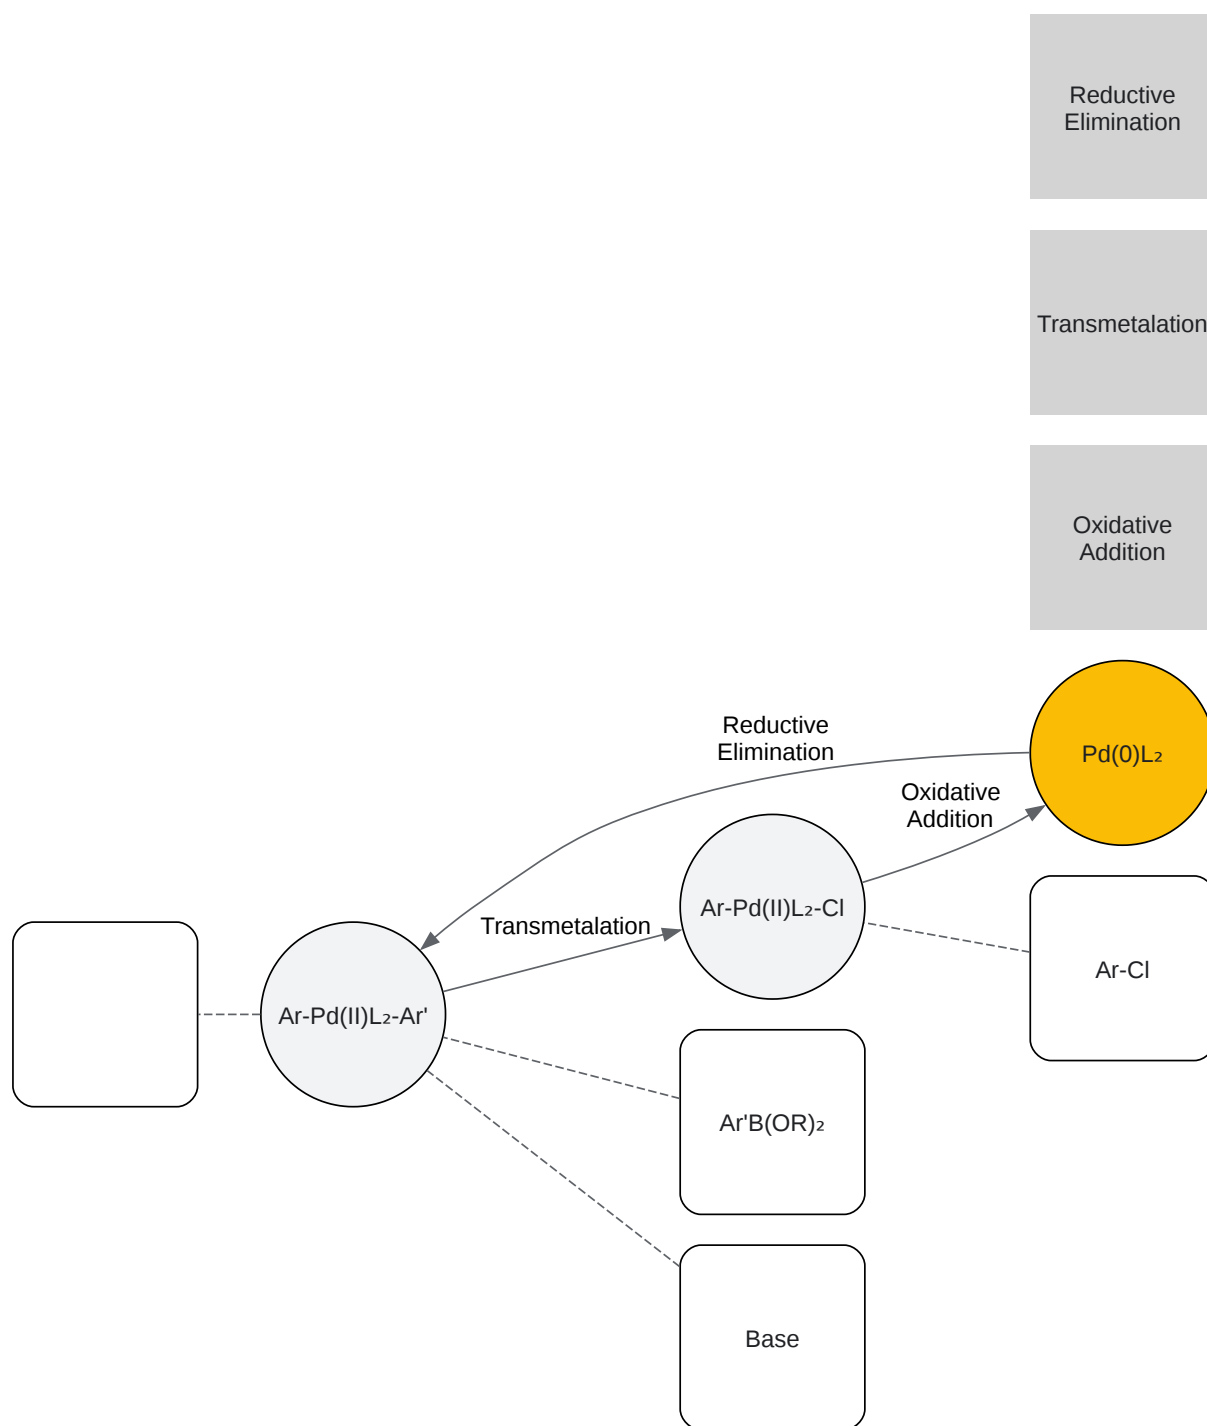 Reductive
Elimination
Transmetalation
Oxidative
Addition
Reductive
Elimination
Pd(0)L₂
Oxidative
Addition
Ar-Pd(II)L₂-Cl
Transmetalation
Ar-Cl
Ar-Pd(II)L₂-Ar'
Ar'B(OR)₂
Base